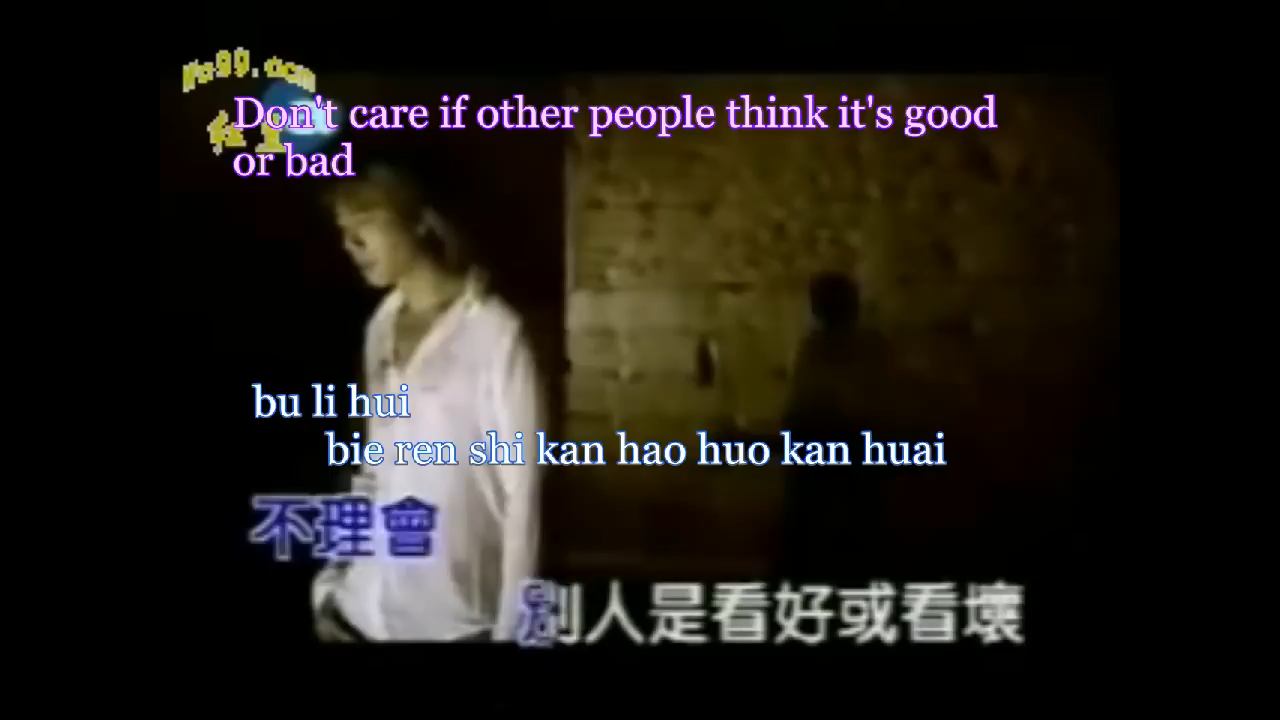 Don't care if other people think it's good
or bad
bu li hui
bie ren shi kan hao huo kan huai
不理會
別人是看好或看壞